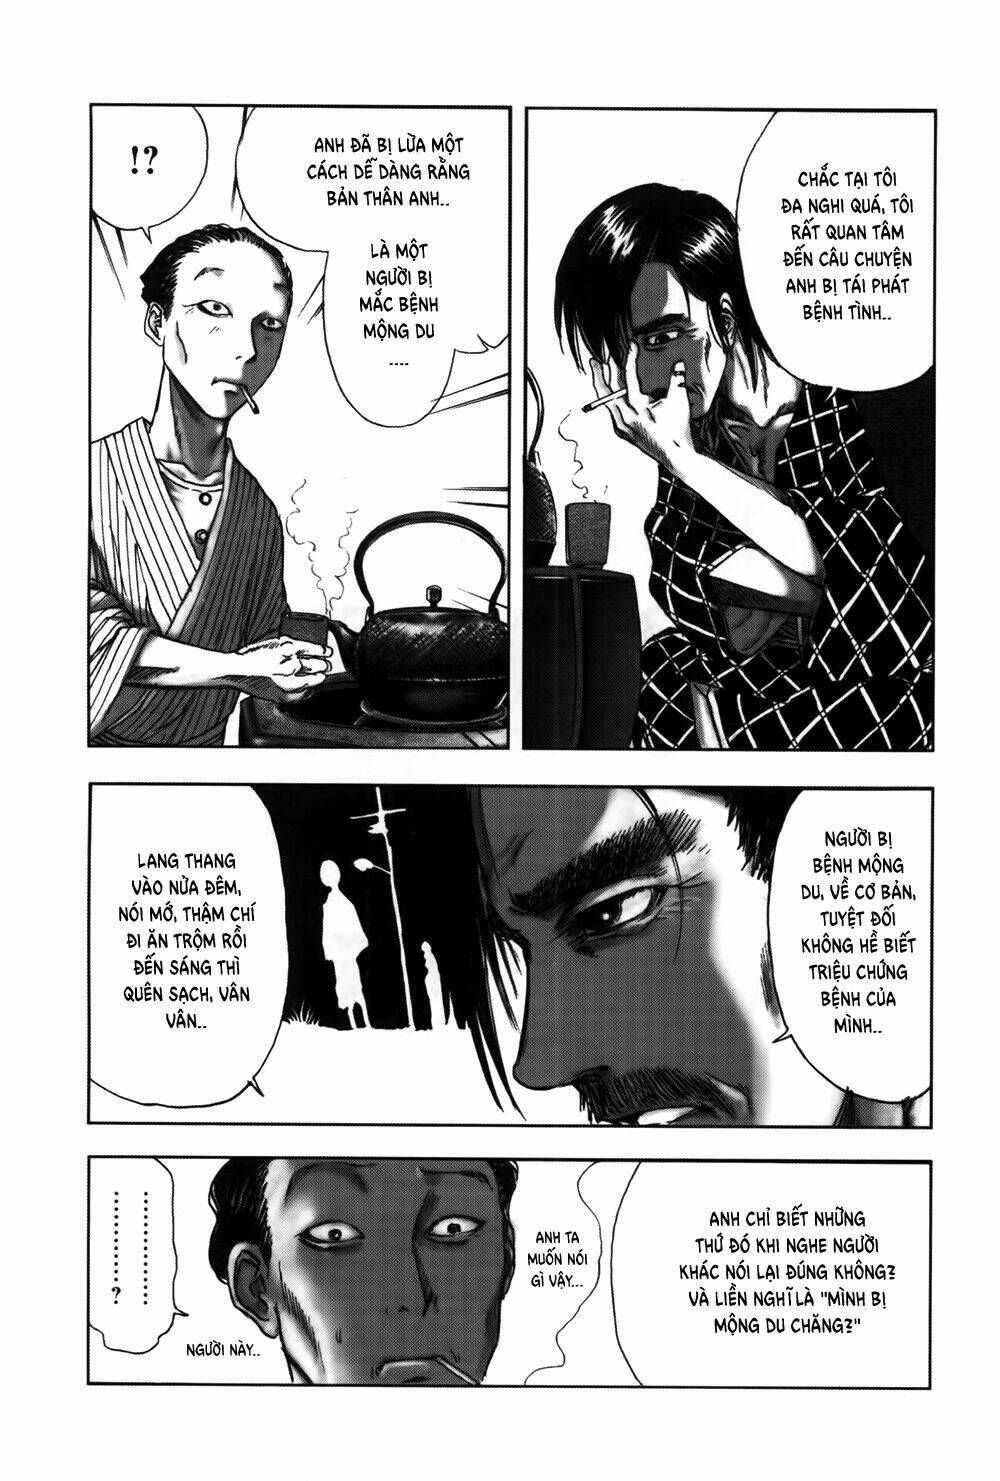 CHẮC TẠI TÔI
ĐA NGHI QUÁ, TÔI
RẤT QUAN TÂM
ĐẾN CÂU CHUYỆN
ANH BỊ TÁI PHÁT
BỆNH TÌNH..
ANH ĐÃ BỊ LỪA MỘT
CÁCH DỄ DÀNG RẰNG
BẢN THÂN ANH..
LÀ MỘT
NGƯỜI BỊ
MẮC BỆNH
MỘNG DU
....
!?
NGƯỜI BỊ
BỆNH MỘNG
DU, VỀ CƠ BẢN,
TUYỆT ĐỐI
KHÔNG HỀ BIẾT
TRIỆU CHỨNG
BỆNH CỦA
MÌNH..
LANG THANG
VÀO NỬA ĐÊM,
NÓI MỚ, THẬM CHÍ
ĐI ĂN TRỘM RỒI
ĐẾN SÁNG THÌ
QUÊN SẠCH, VÂN
VÂN..
ANH CHỈ BIẾT NHỮNG
THỨ ĐÓ KHI NGHE NGƯỜI
KHÁC NÓI LẠI ĐÚNG KHÔNG?
VÀ LIỀN NGHĨ LÀ "MÌNH BỊ
MỘNG DU CHĂNG?"
ANH TA
MUỐN NÓI
GÌ VẬY...
NGƯỜI NÀY..
..........
........?